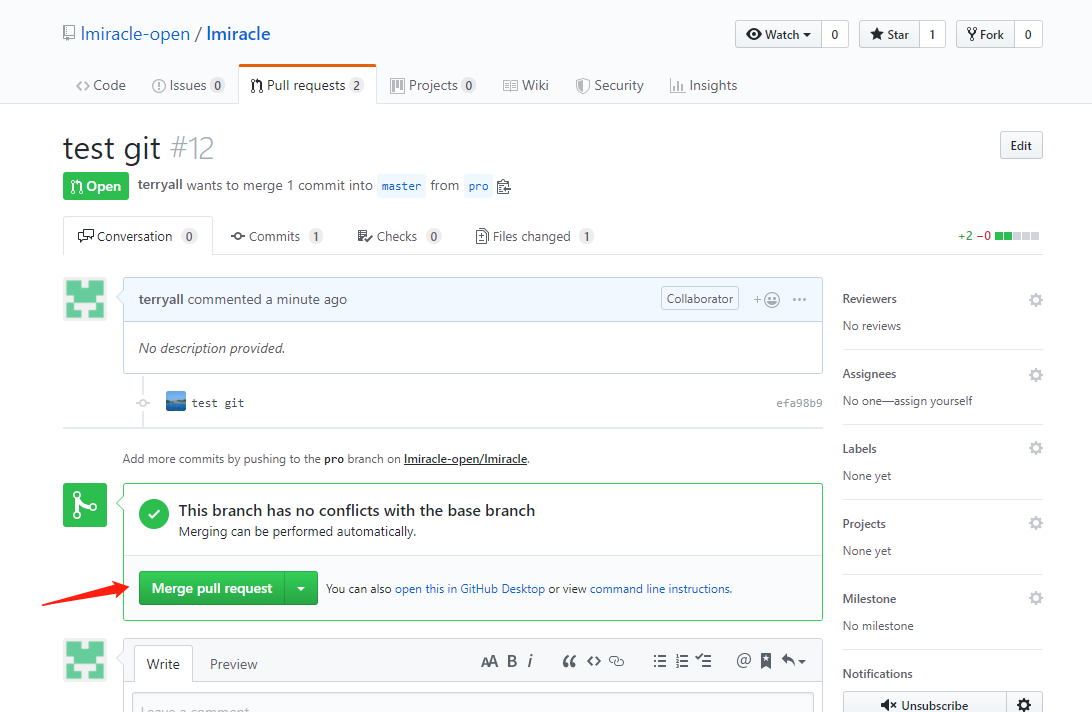 lmiracle-open / lmiracle
Watch 0 Star 1 Fork 0
Code Issues 0 Pull requests 2 Projects 0 Wiki Security Insights
test git #12
Edit
Open terryall wants to merge 1 commit into master from pro
Conversation 0 Commits 1 Checks 0 Files changed 1 +2 −0
terryall commented a minute ago Collaborator
No description provided.
test git efa98b9
Add more commits by pushing to the pro branch on lmiracle-open/lmiracle.
This branch has no conflicts with the base branch
Merging can be performed automatically.
Merge pull request You can also open this in GitHub Desktop or view command line instructions.
Write Preview
Leave a comment
Reviewers
No reviews
Assignees
No one—assign yourself
Labels
None yet
Projects
None yet
Milestone
No milestone
Notifications
Unsubscribe